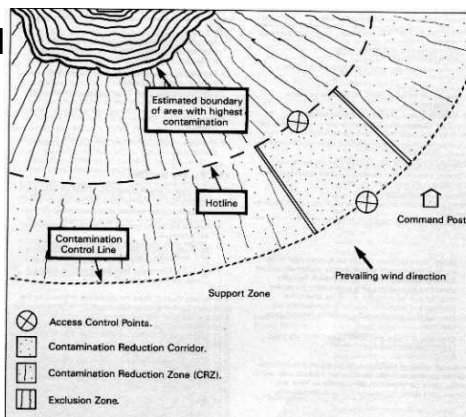 Estimated boundary
of area with highest
contamination
Hotline
Contamination
Control Line
Command Post
Prevailing wind direction
Support Zone
Access Control Points.
Contamination Reduction Corridor.
Contamination Reduction Zone (CRZ).
Exclusion Zone.